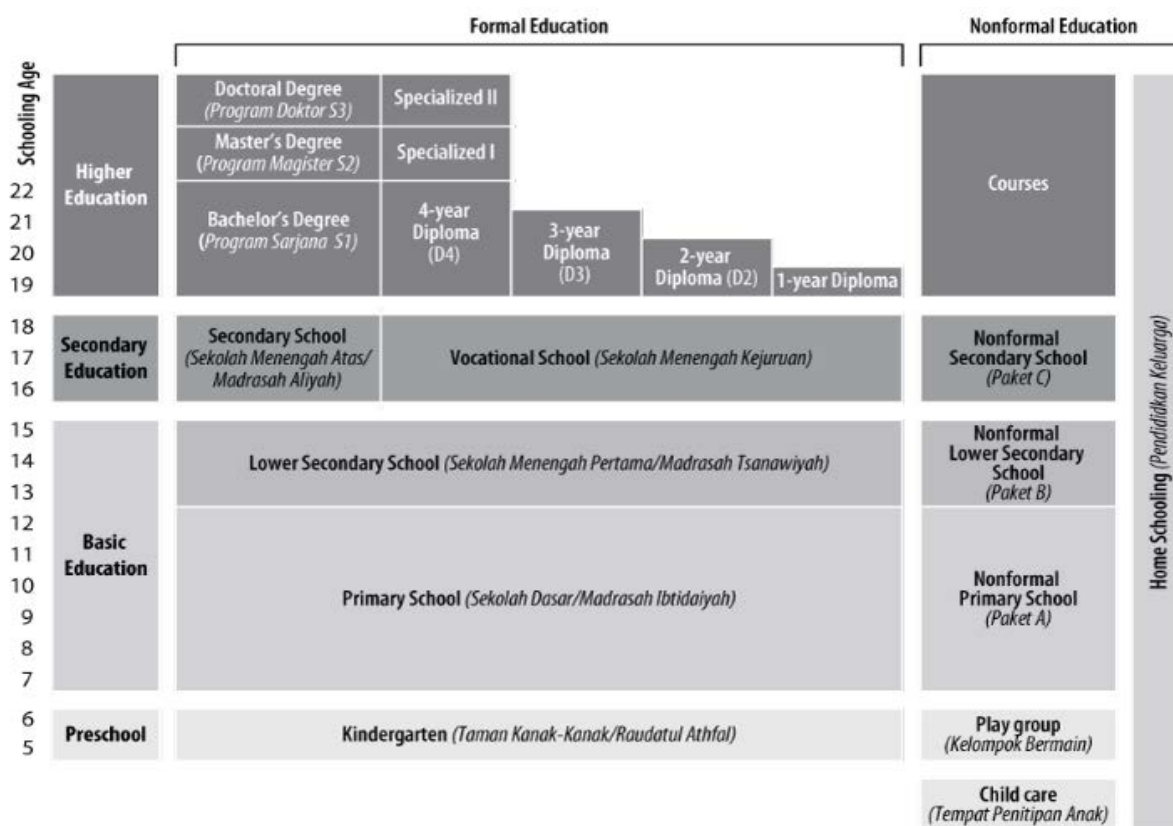 Formal Education
Nonformal Education
Schooling Age
Higher
Education
Doctoral Degree
(Program Doktor S3)
Specialized II
Master's Degree
(Program Magister S2)
Specialized I
Bachelor's Degree
(Program Sarjana S1)
4-year
Diploma
(D4)
3-year
Diploma
(D3)
2-year
Diploma (D2)
1-year Diploma
Courses
22
21
20
19
18
17
16
Secondary
Education
Secondary School
(Sekolah Menengah Atas/
Madrasah Aliyah)
Vocational School (Sekolah Menengah Kejuruan)
Nonformal
Secondary School
(Paket C)
15
14
13
12
11
10
9
8
7
Basic
Education
Lower Secondary School (Sekolah Menengah Pertama/Madrasah Tsanawiyah)
Nonformal
Lower Secondary
School
(Paket B)
Primary School (Sekolah Dasar/Madrasah Ibtidaiyah)
Nonformal
Primary School
(Paket A)
6
5
Preschool
Kindergarten (Taman Kanak-Kanak/Raudatul Athfal)
Play group
(Kelompok Bermain)
Child care
(Tempat Penitipan Anak)
Home Schooling (Pendididkan Keluarga)